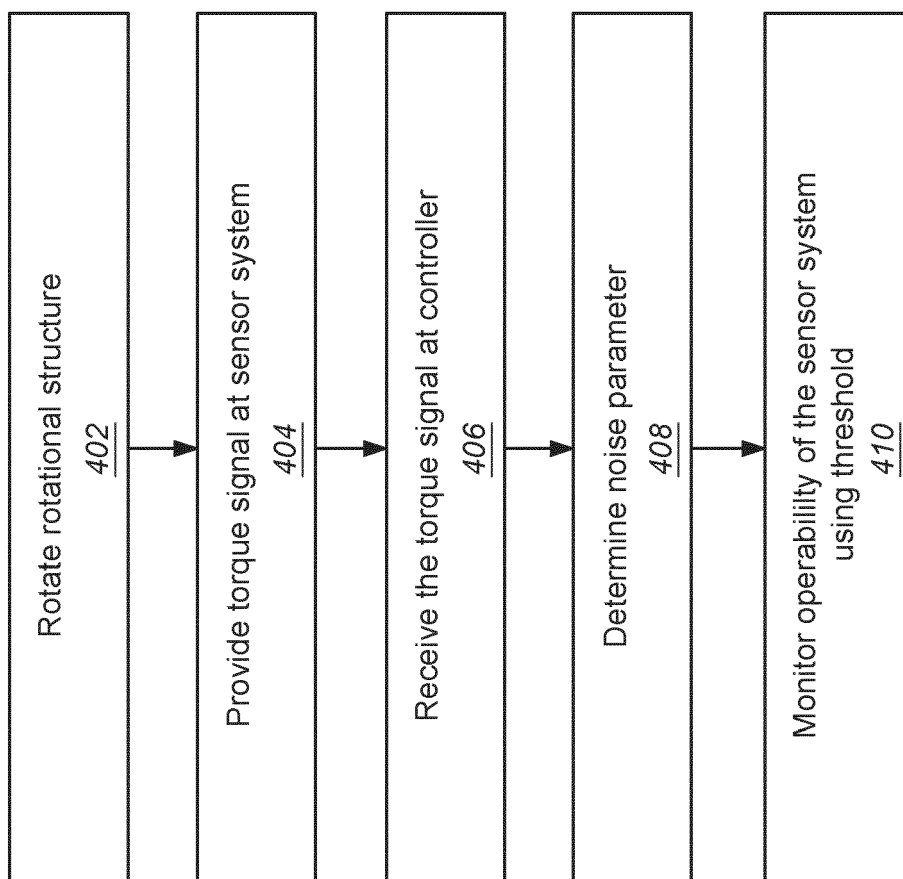 Rotate rotational structure
402
Provide torque signal at sensor system
404
Receive the torque signal at controller
406
Determine noise parameter
408
Monitor operabililty of the sensor system
using threshold
410